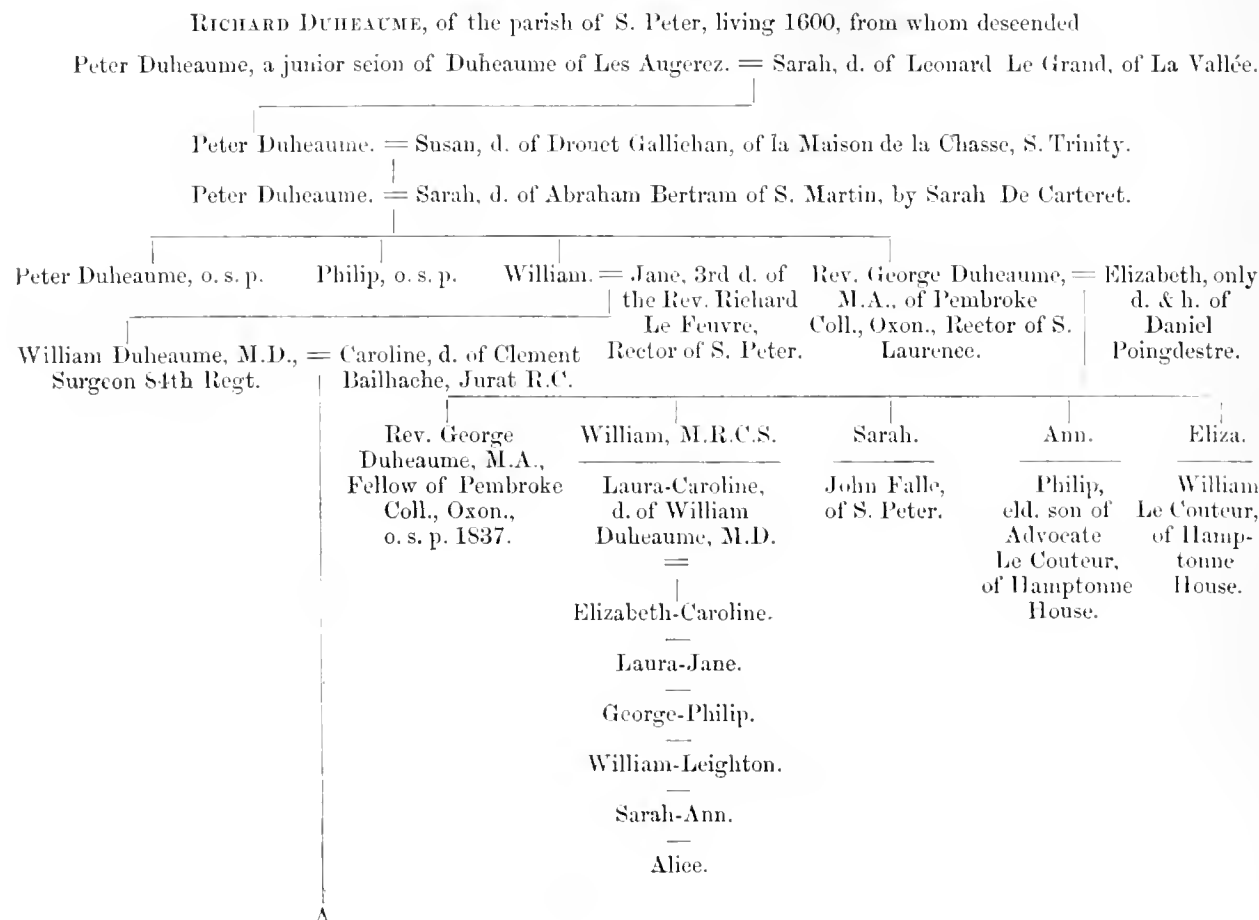 RICHARD DUHEAUME, of the parish of S. Peter, living 1600, from whom deseended
Peter Duheaume, a junior seion of Duheaume of Les Augerez. = Sarah, d. of Leonard Le Grand, of La Vallée.
Peter Duheaume. = Susan, d. of Drouet Gallichan, of la Maison de la Chasse, S. Trinity.
Peter Duheaume. = Sarah, d. of Abraham Bertram of S. Martin, by Sarah De Carteret.
Peter Duheaume, o. s. p.
Philip, o. s. p.
William. = Jane, 3rd d. of
the Rev. Richard
Le Feuvre,
Rector of S. Peter.
Rev. George Duheaume, =
M.A., of Pembroke
Coll., Oxon., Rector of S.
Laurence.
Elizabeth, only
d. & h. of
Daniel
Poingdestre.
William Duheaume, M.D., =
Surgeon 84th Regt.
Caroline, d. of Clement
Bailhache, Jurat R.C.
Rev. George
Duheaume, M.A.,
Fellow of Pembroke
Coll., Oxon.,
o. s. p. 1837.
William, M.R.C.S.
Laura-Caroline,
d. of William
Duheaume, M.D.
=
Elizabeth-Caroline.
Laura-Jane.
George-Philip.
William-Leighton.
Sarah-Ann.
Alice.
Sarah.
John Falle,
of S. Peter.
Ann.
Philip,
eld. son of
Advocate
Le Couteur,
of Hamptonne
House.
Eliza.
William
Le Couteur,
of Hamp-
tonne
House.
A